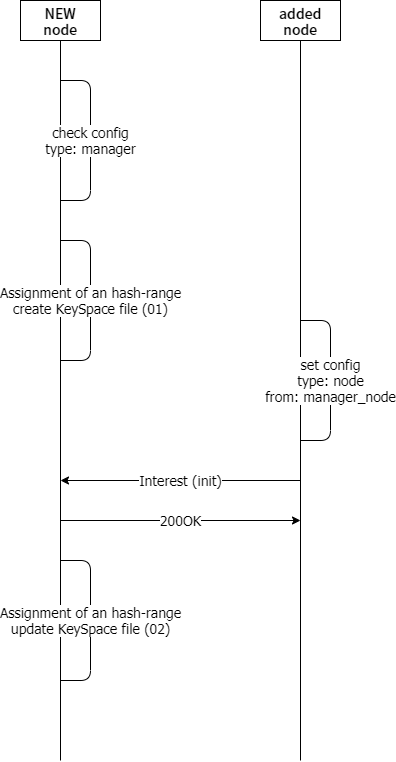 NEW
node
added
node
check config
type: manager
Assignment of an hash-range
create KeySpace file (01)
set config
type: node
from: manager_node
Interest (init)
200OK
Assignment of an hash-range
update KeySpace file (02)